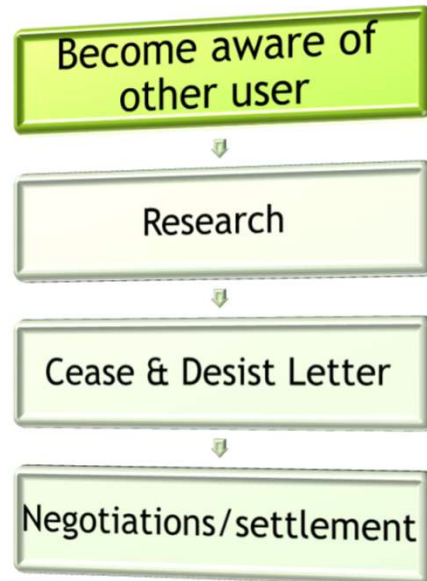 Become aware of
other user
Research
Cease & Desist Letter
Negotiations/settlement